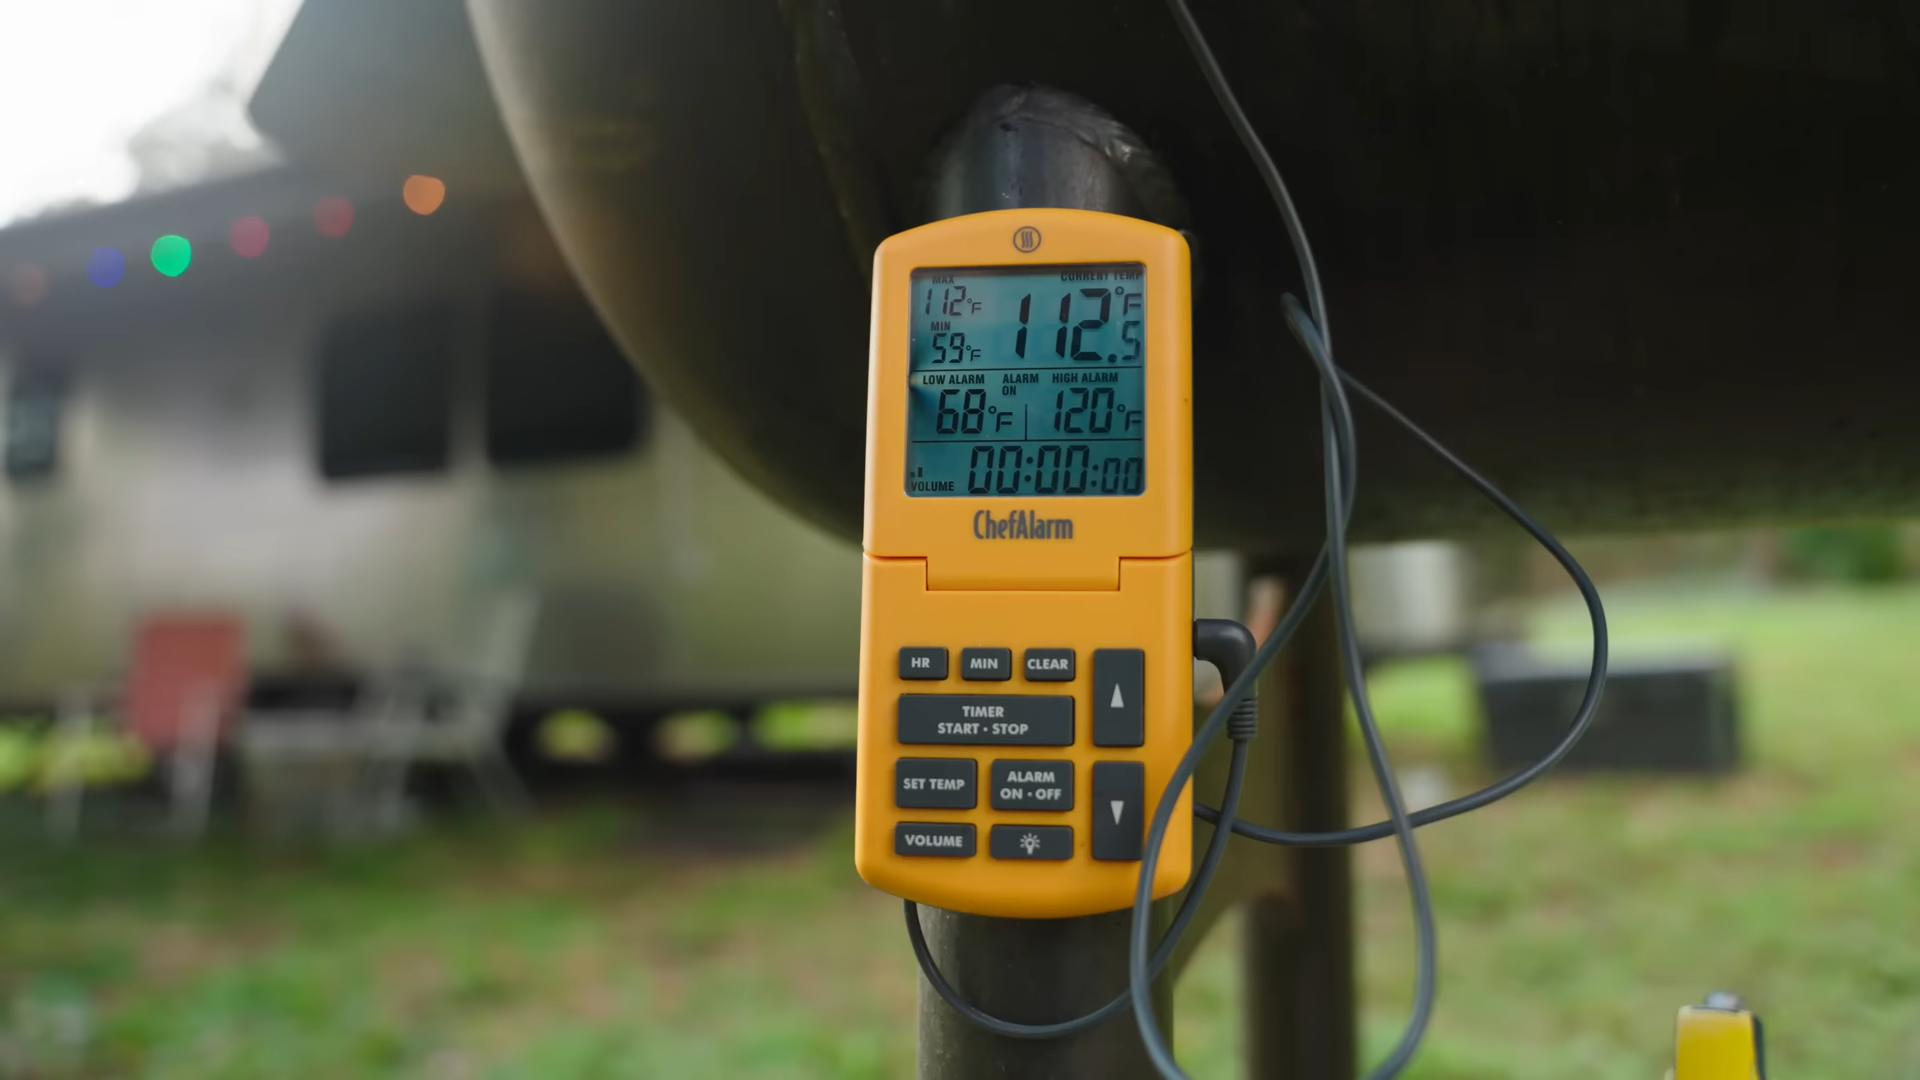 MAX
CURRENT TEMP
112°F
112.5°F
MIN
59°F
LOW ALARM
ALARM ON
HIGH ALARM
68°F
120°F
VOLUME
00:00:00
ChefAlarm
HR
MIN
CLEAR
TIMER
START • STOP
SET TEMP
ALARM
ON • OFF
VOLUME